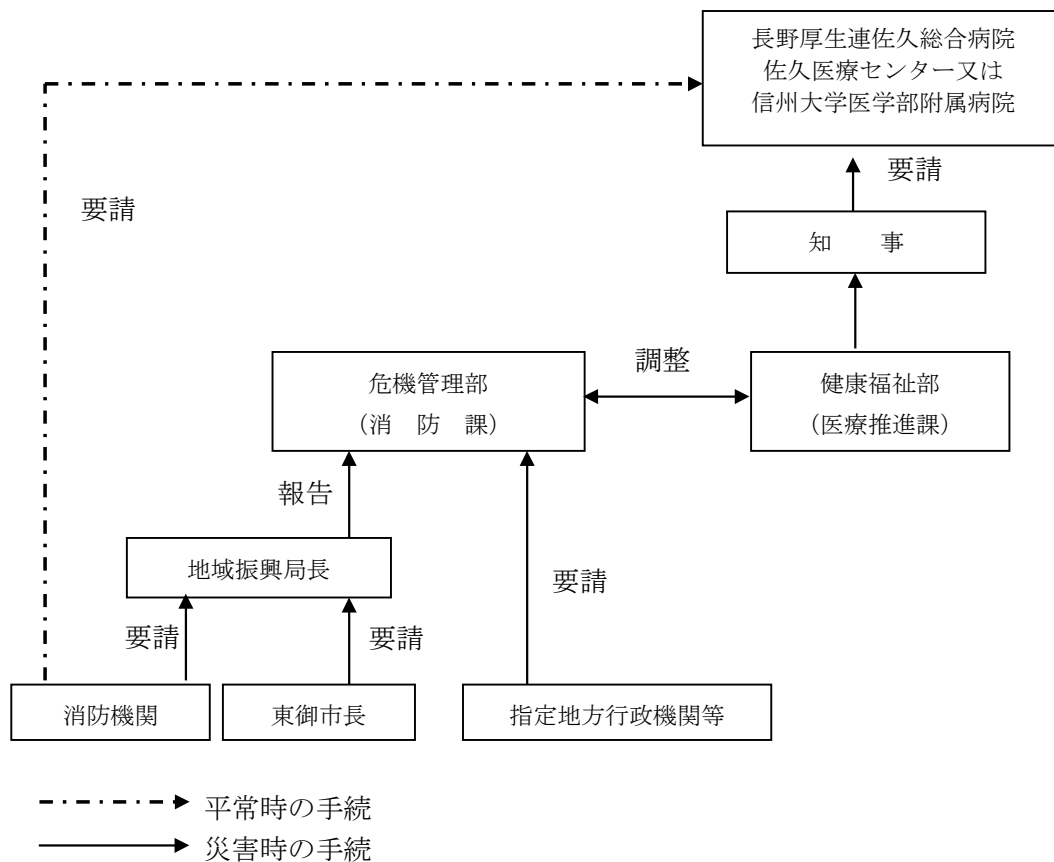 長野厚生連佐久総合病院
佐久医療センター又は
信州大学医学部附属病院
要請
要請
知　　事
調整
危機管理部
（消　防　課）
健康福祉部
（医療推進課）
報告
地域振興局長
要請
要請
要請
消防機関
東御市長
指定地方行政機関等
平常時の手続
災害時の手続